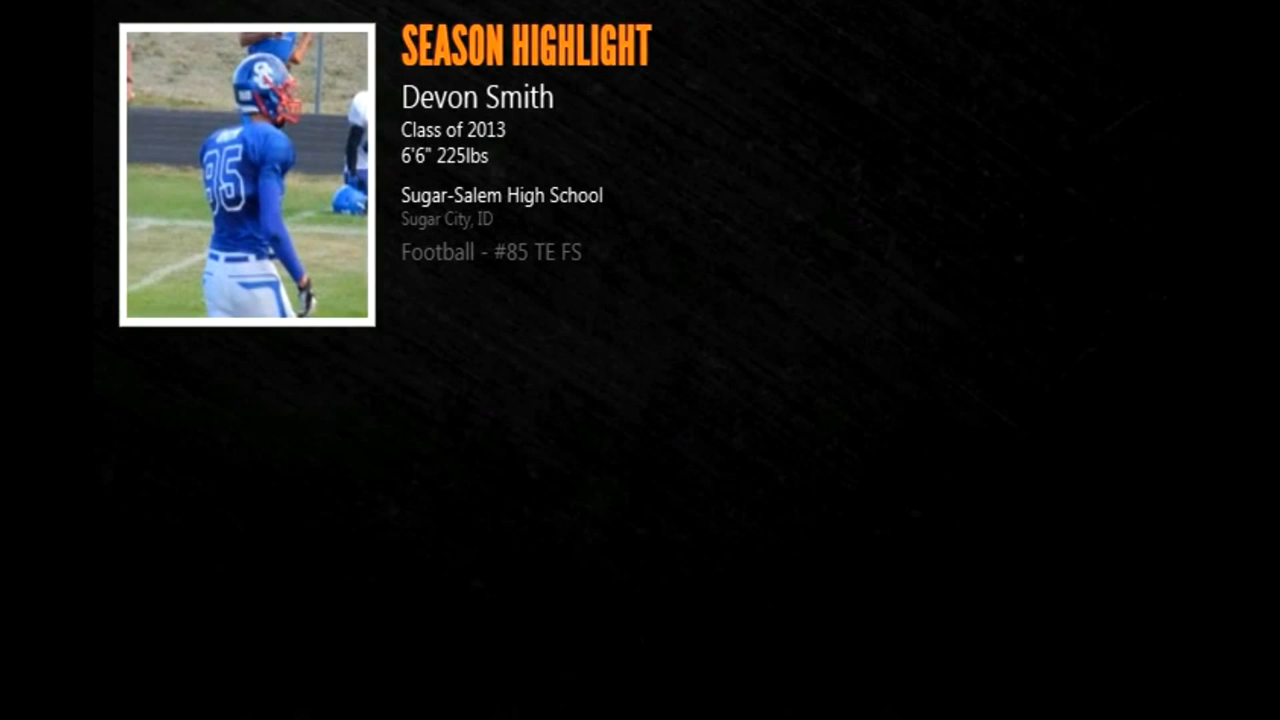 SEASON HIGHLIGHT
Devon Smith
Class of 2013
6'6" 225lbs
Sugar-Salem High School
Sugar City, ID
Football - #85 TE FS
85